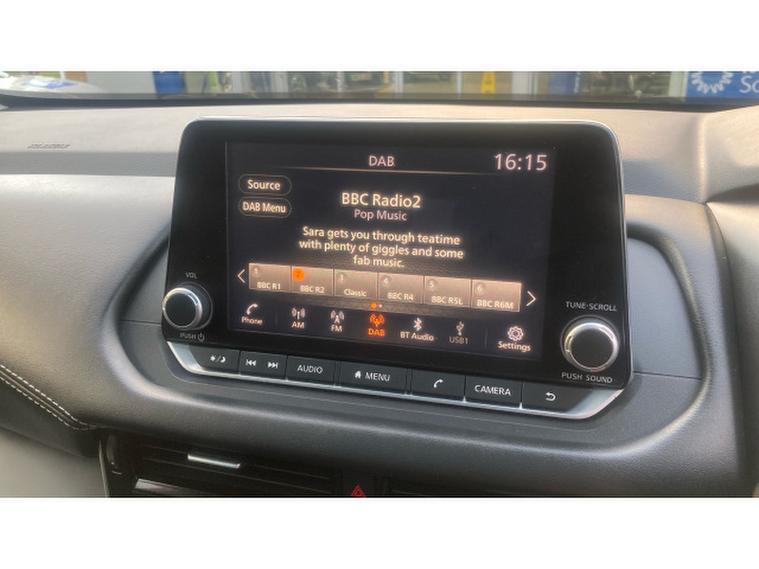 DAB
16:15
Source
DAB Menu
BBC Radio2
Pop Music
Sara gets you through teatime
with plenty of giggles and some
fab music.
1 BBC R1
2 BBC R2
3 Classic
4 BBC R4
5 BBC R5L
6 BBC R6M
Phone
AM
FM
DAB
BT Audio
USB1
Settings
VOL
PUSH
TUNE·SCROLL
PUSH SOUND
AUDIO
MENU
CAMERA